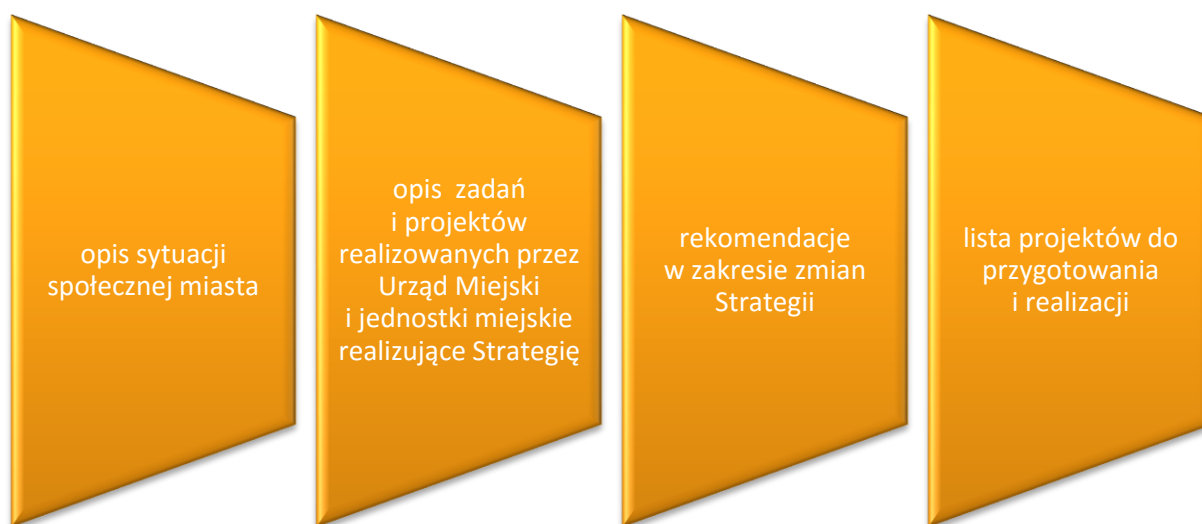 opis sytuacji
społecznej miasta
opis zadań
i projektów
realizowanych przez
Urząd Miejski
i jednostki miejskie
realizujące Strategię
rekomendacje
w zakresie zmian
Strategii
lista projektów do
przygotowania
i realizacji